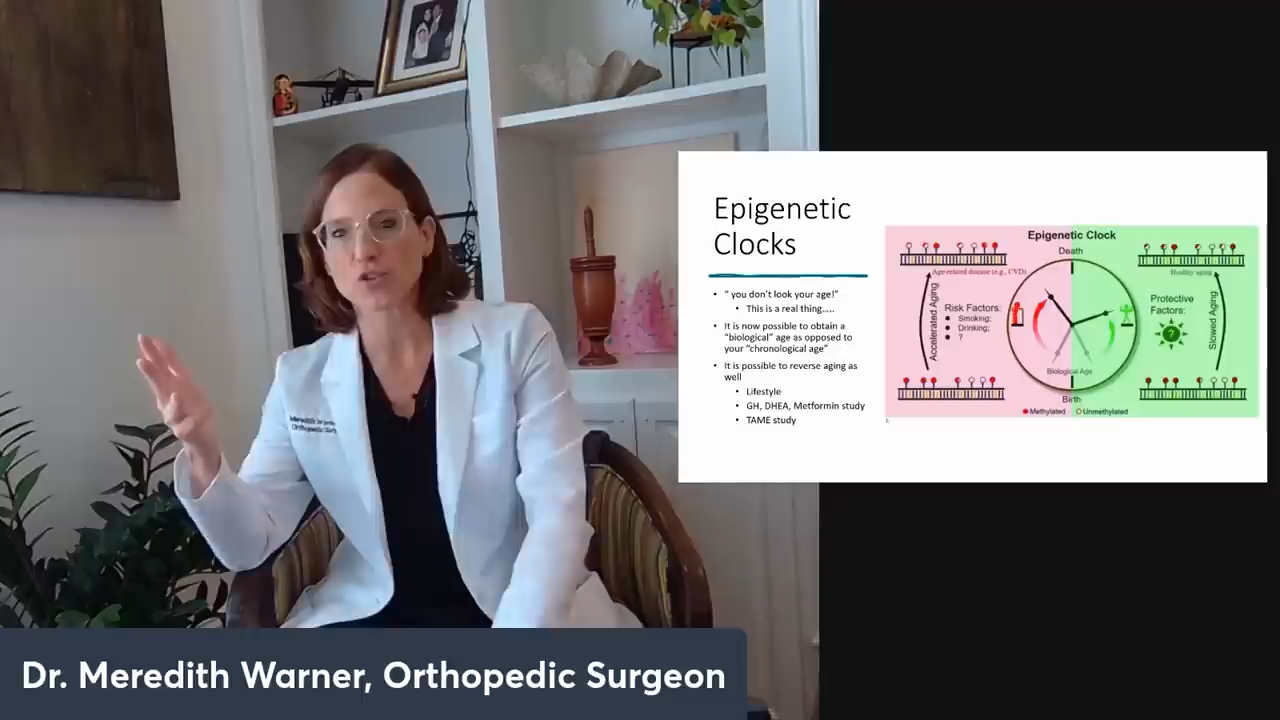 Epigenetic
Clocks
• “ you don't look your age!”
• This is a real thing.....
• It is now possible to obtain a
“biological” age as opposed to
your “chronological age”
• It is possible to reverse aging as
well
• Lifestyle
• GH, DHEA, Metformin study
• TAME study
Epigenetic Clock
Death
Age-related disease (e.g., CVD)
Healthy aging
Accelerated Aging
Risk Factors:
• Smoking;
• Drinking;
• ?
Protective
Factors:
?
Slowed Aging
Biological Age
Birth
Methylated
Unmethylated
Orthopaedic
Dr. Meredith Warner, Orthopedic Surgeon